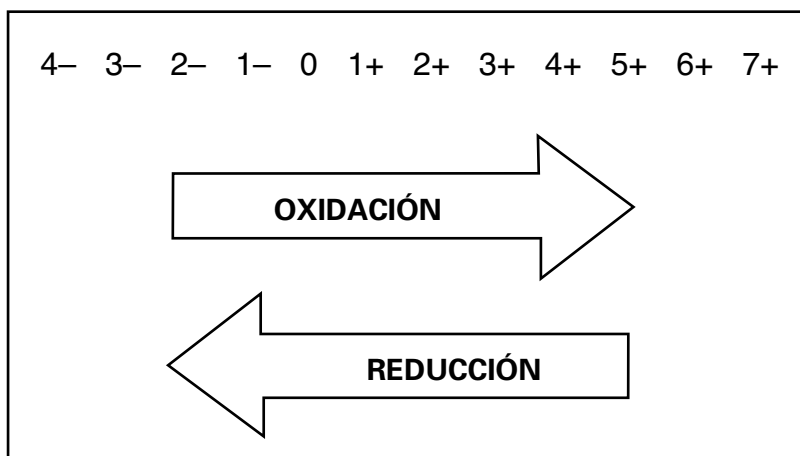 4– 3– 2– 1– 0 1+ 2+ 3+ 4+ 5+ 6+ 7+
OXIDACIÓN
REDUCCIÓN